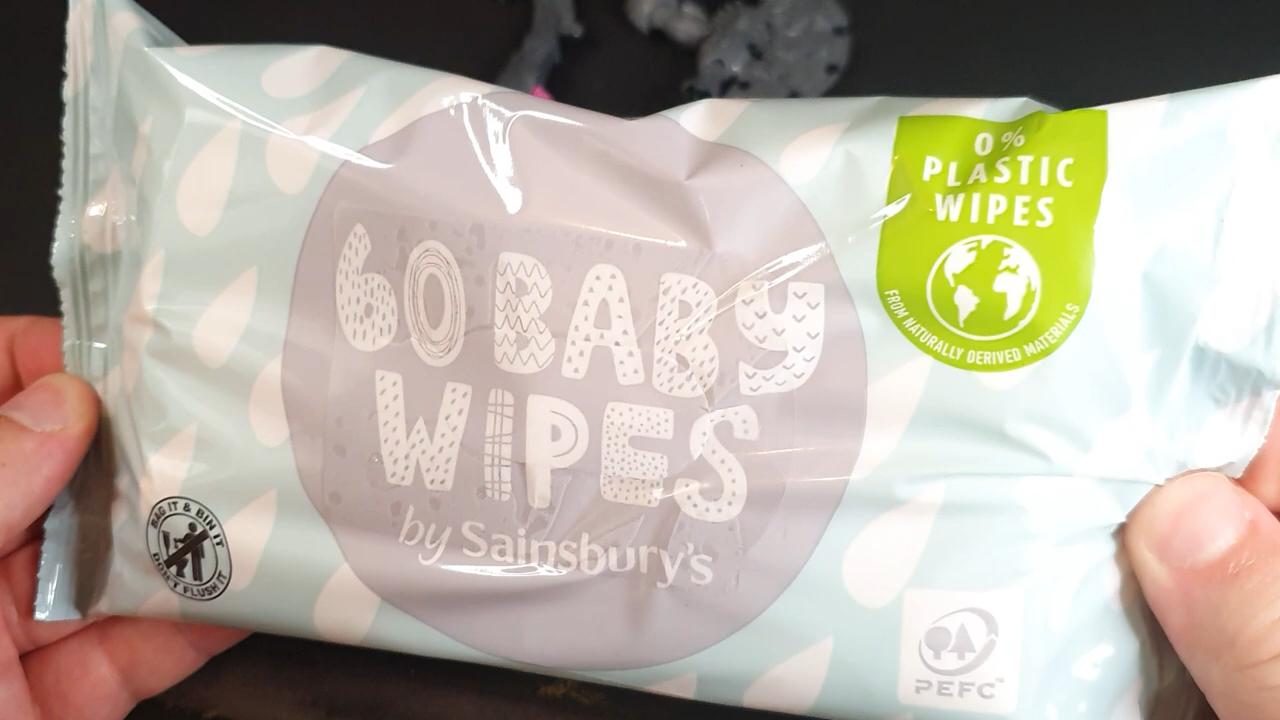 0%
PLASTIC
WIPES
FROM NATURALLY DERIVED MATERIALS
60 BABY
WIPES
by Sainsbury's
BAG IT & BIN IT
DON'T FLUSH IT
PEFC™